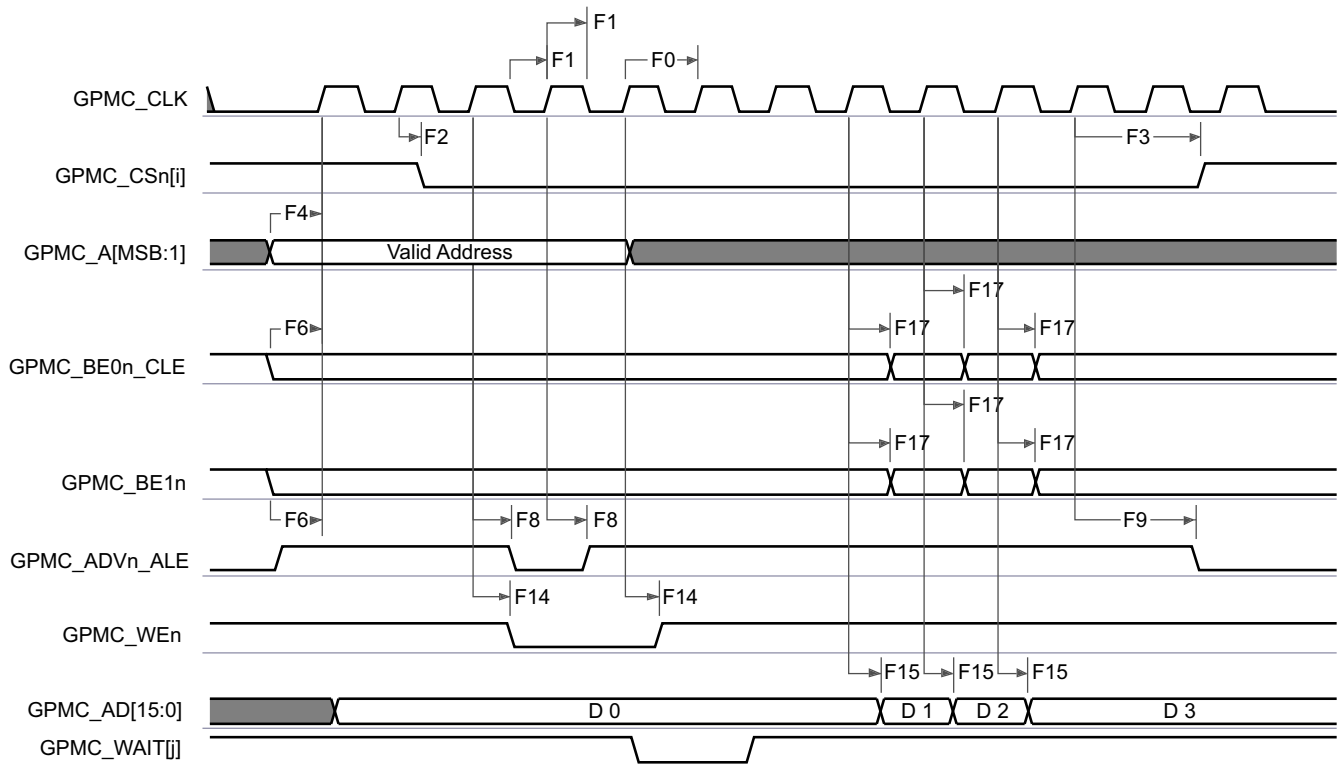 F1
F1 F0
GPMC_CLK
F2 F3
GPMC_CSn[i]
F4
GPMC_A[MSB:1] Valid Address
F17
F6 F17 F17
GPMC_BE0n_CLE
F17
F17 F17
GPMC_BE1n
F6 F8 F8 F9
GPMC_ADVn_ALE
F14 F14
GPMC_WEn
F15 F15 F15
GPMC_AD[15:0] D 0 D 1 D 2 D 3
GPMC_WAIT[j]